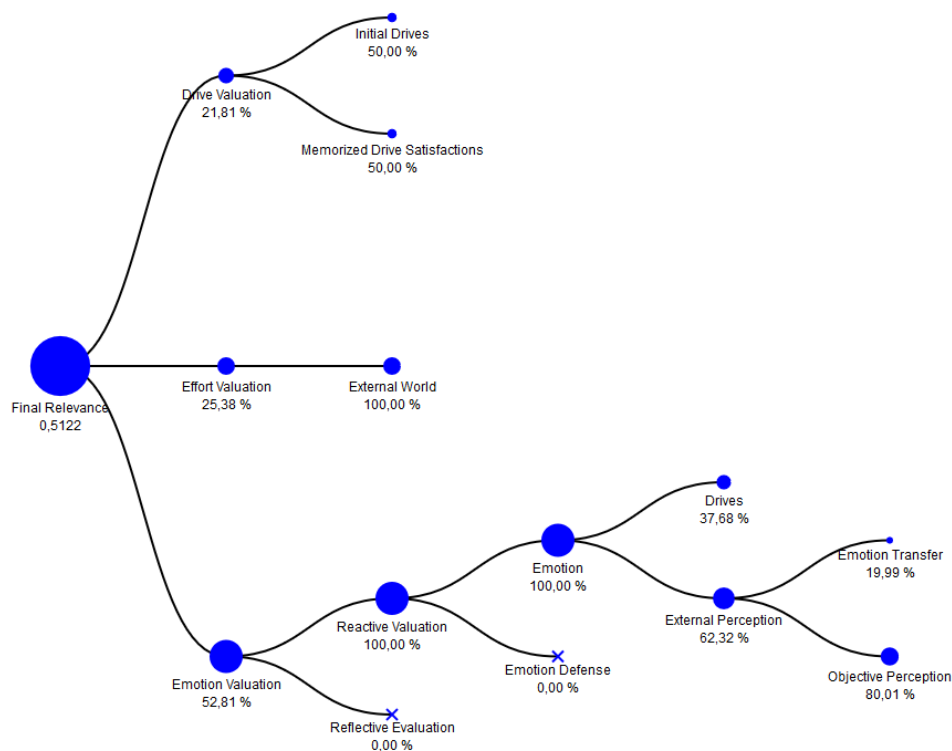 Initial Drives
50,00 %
Drive Valuation
21,81 %
Memorized Drive Satisfactions
50,00 %
Effort Valuation
25,38 %
External World
100,00 %
Final Relevance
0,5122
Drives
37,68 %
Emotion Transfer
19,99 %
Emotion
100,00 %
External Perception
62,32 %
Reactive Valuation
100,00 %
Emotion Defense
0,00 %
Objective Perception
80,01 %
Emotion Valuation
52,81 %
Reflective Evaluation
0,00 %